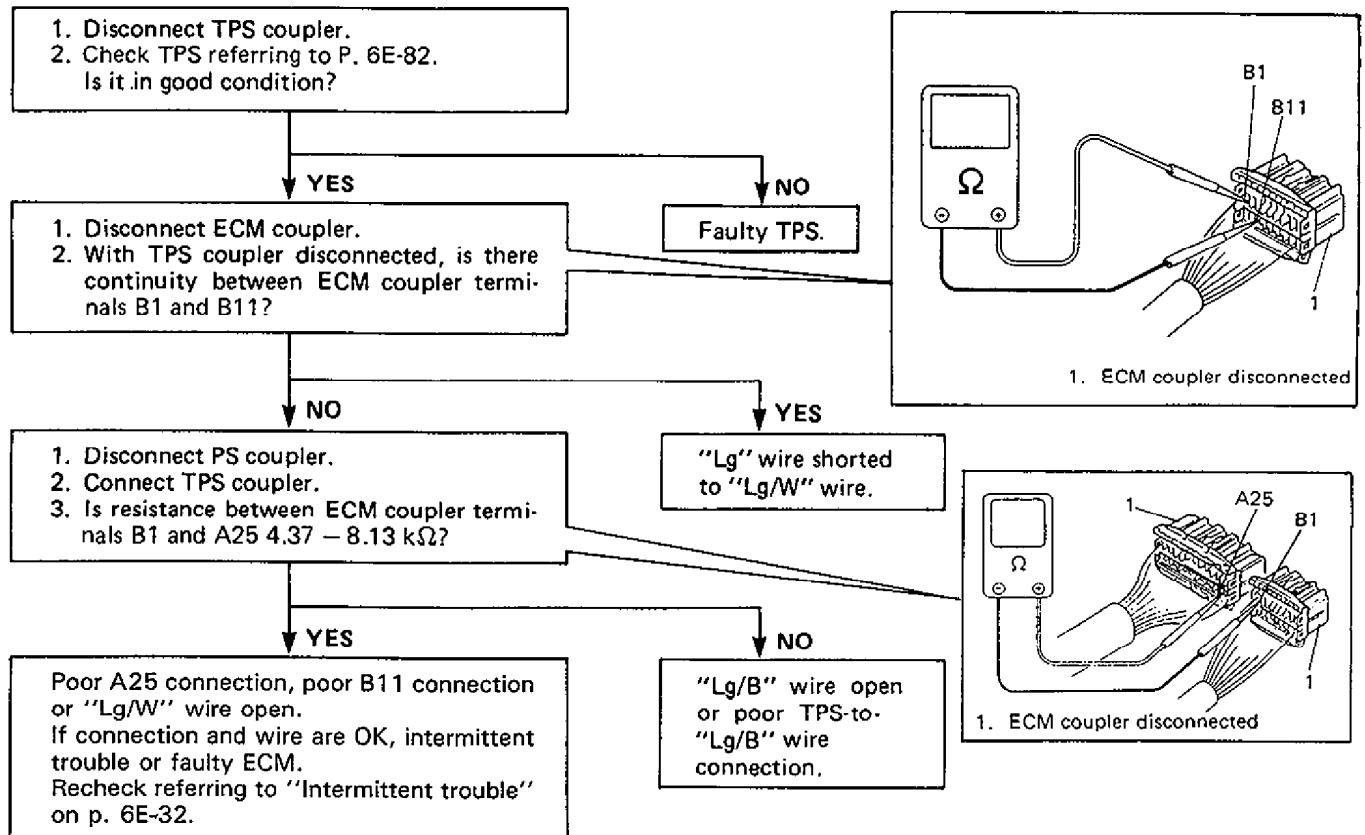 1. Disconnect TPS coupler.
2. Check TPS referring to P. 6E-82.
Is it in good condition?
YES
NO
Faulty TPS.
1. Disconnect ECM coupler.
2. With TPS coupler disconnected, is there
continuity between ECM coupler termi-
nals B1 and B11?
B1
B11
Ω
⊖
⊕
1
1. ECM coupler disconnected
NO
YES
"Lg" wire shorted
to "Lg/W" wire.
1. Disconnect PS coupler.
2. Connect TPS coupler.
3. Is resistance between ECM coupler termi-
nals B1 and A25 4.37 – 8.13 kΩ?
1
A25
B1
Ω
⊖
⊕
1
1. ECM coupler disconnected
YES
NO
Poor A25 connection, poor B11 connection
or "Lg/W" wire open.
If connection and wire are OK, intermittent
trouble or faulty ECM.
Recheck referring to "Intermittent trouble"
on p. 6E-32.
"Lg/B" wire open
or poor TPS-to-
"Lg/B" wire
connection.